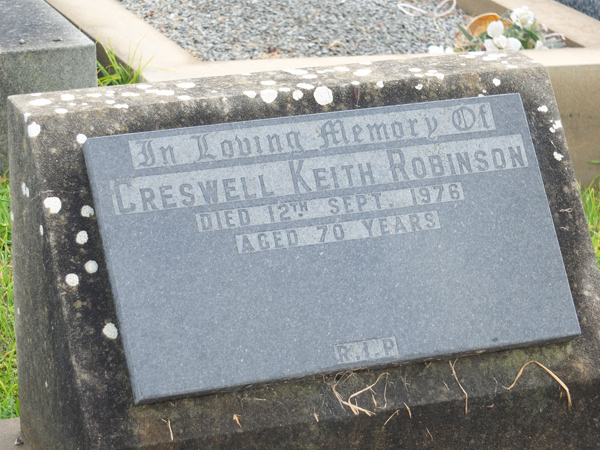 In Loving Memory Of
CRESWELL KEITH ROBINSON
DIED 12TH SEPT. 1976
AGED 70 YEARS
R.I.P